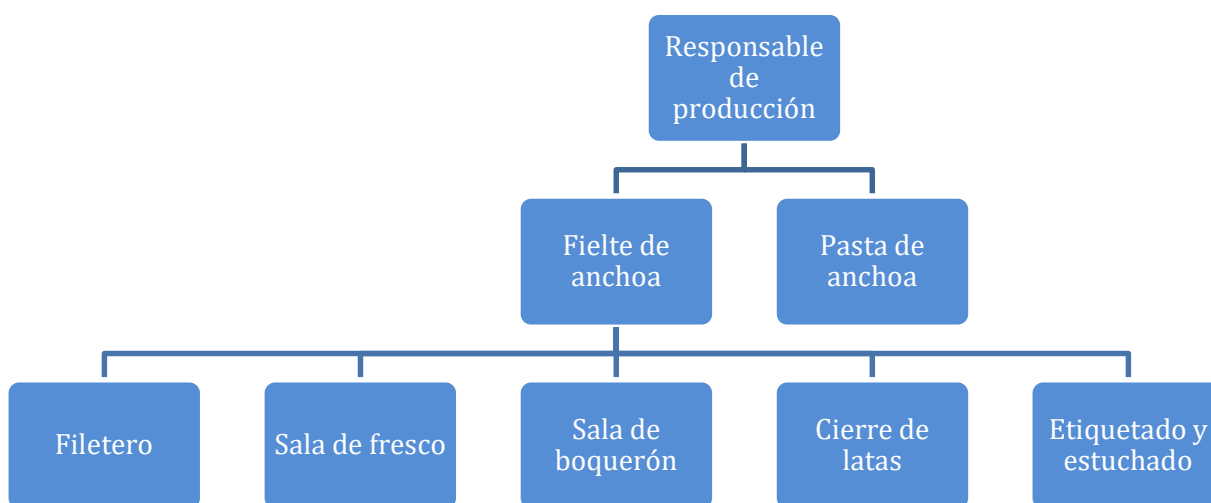 Responsable
de
producción
Fielte de
anchoa
Pasta de
anchoa
Filetero
Sala de fresco
Sala de
boquerón
Cierre de
latas
Etiquetado y
estuchado